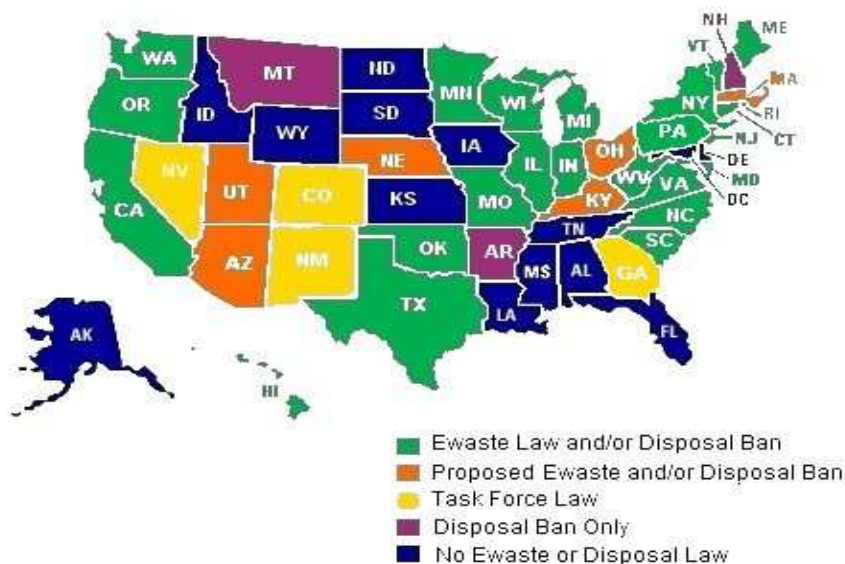 NH
ME
VT
WA
MT
ND
MN
MA
OR
ID
SD
WI
MI
NY
RI
CT
WY
IA
PA
NJ
NE
IL
IN
OH
DE
NV
UT
CO
KS
MO
WV
VA
MD
DC
CA
KY
NC
AZ
NM
OK
AR
TN
SC
TX
MS
AL
GA
LA
FL
AK
HI
Ewaste Law and/or Disposal Ban
Proposed Ewaste and/or Disposal Ban
Task Force Law
Disposal Ban Only
No Ewaste or Disposal Law